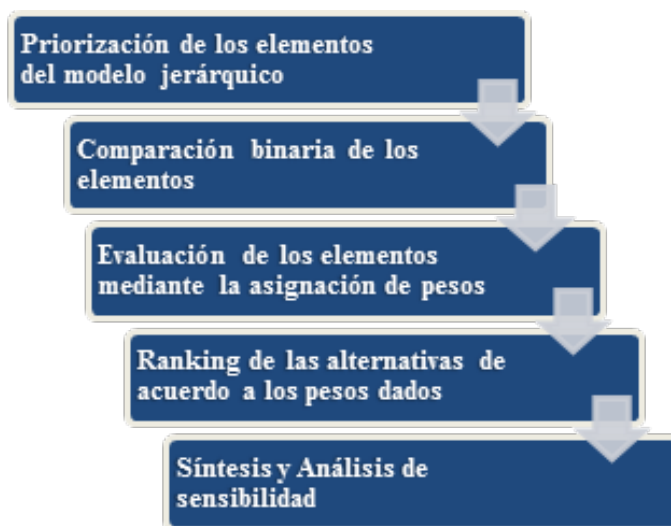 Priorización de los elementos
del modelo jerárquico
Comparación binaria de los
elementos
Evaluación de los elementos
mediante la asignación de pesos
Ranking de las alternativas de
acuerdo a los pesos dados
Síntesis y Análisis de
sensibilidad